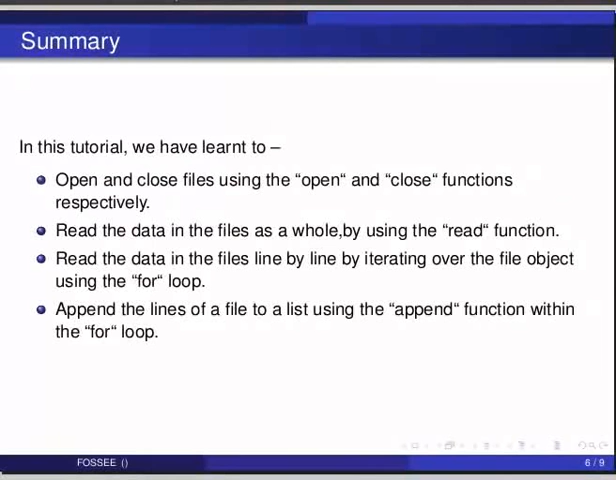 Summary
In this tutorial, we have learnt to –
Open and close files using the “open“ and “close“ functions
respectively.
Read the data in the files as a whole,by using the “read“ function.
Read the data in the files line by line by iterating over the file object
using the “for“ loop.
Append the lines of a file to a list using the “append“ function within
the “for“ loop.
FOSSEE ()
6 / 9